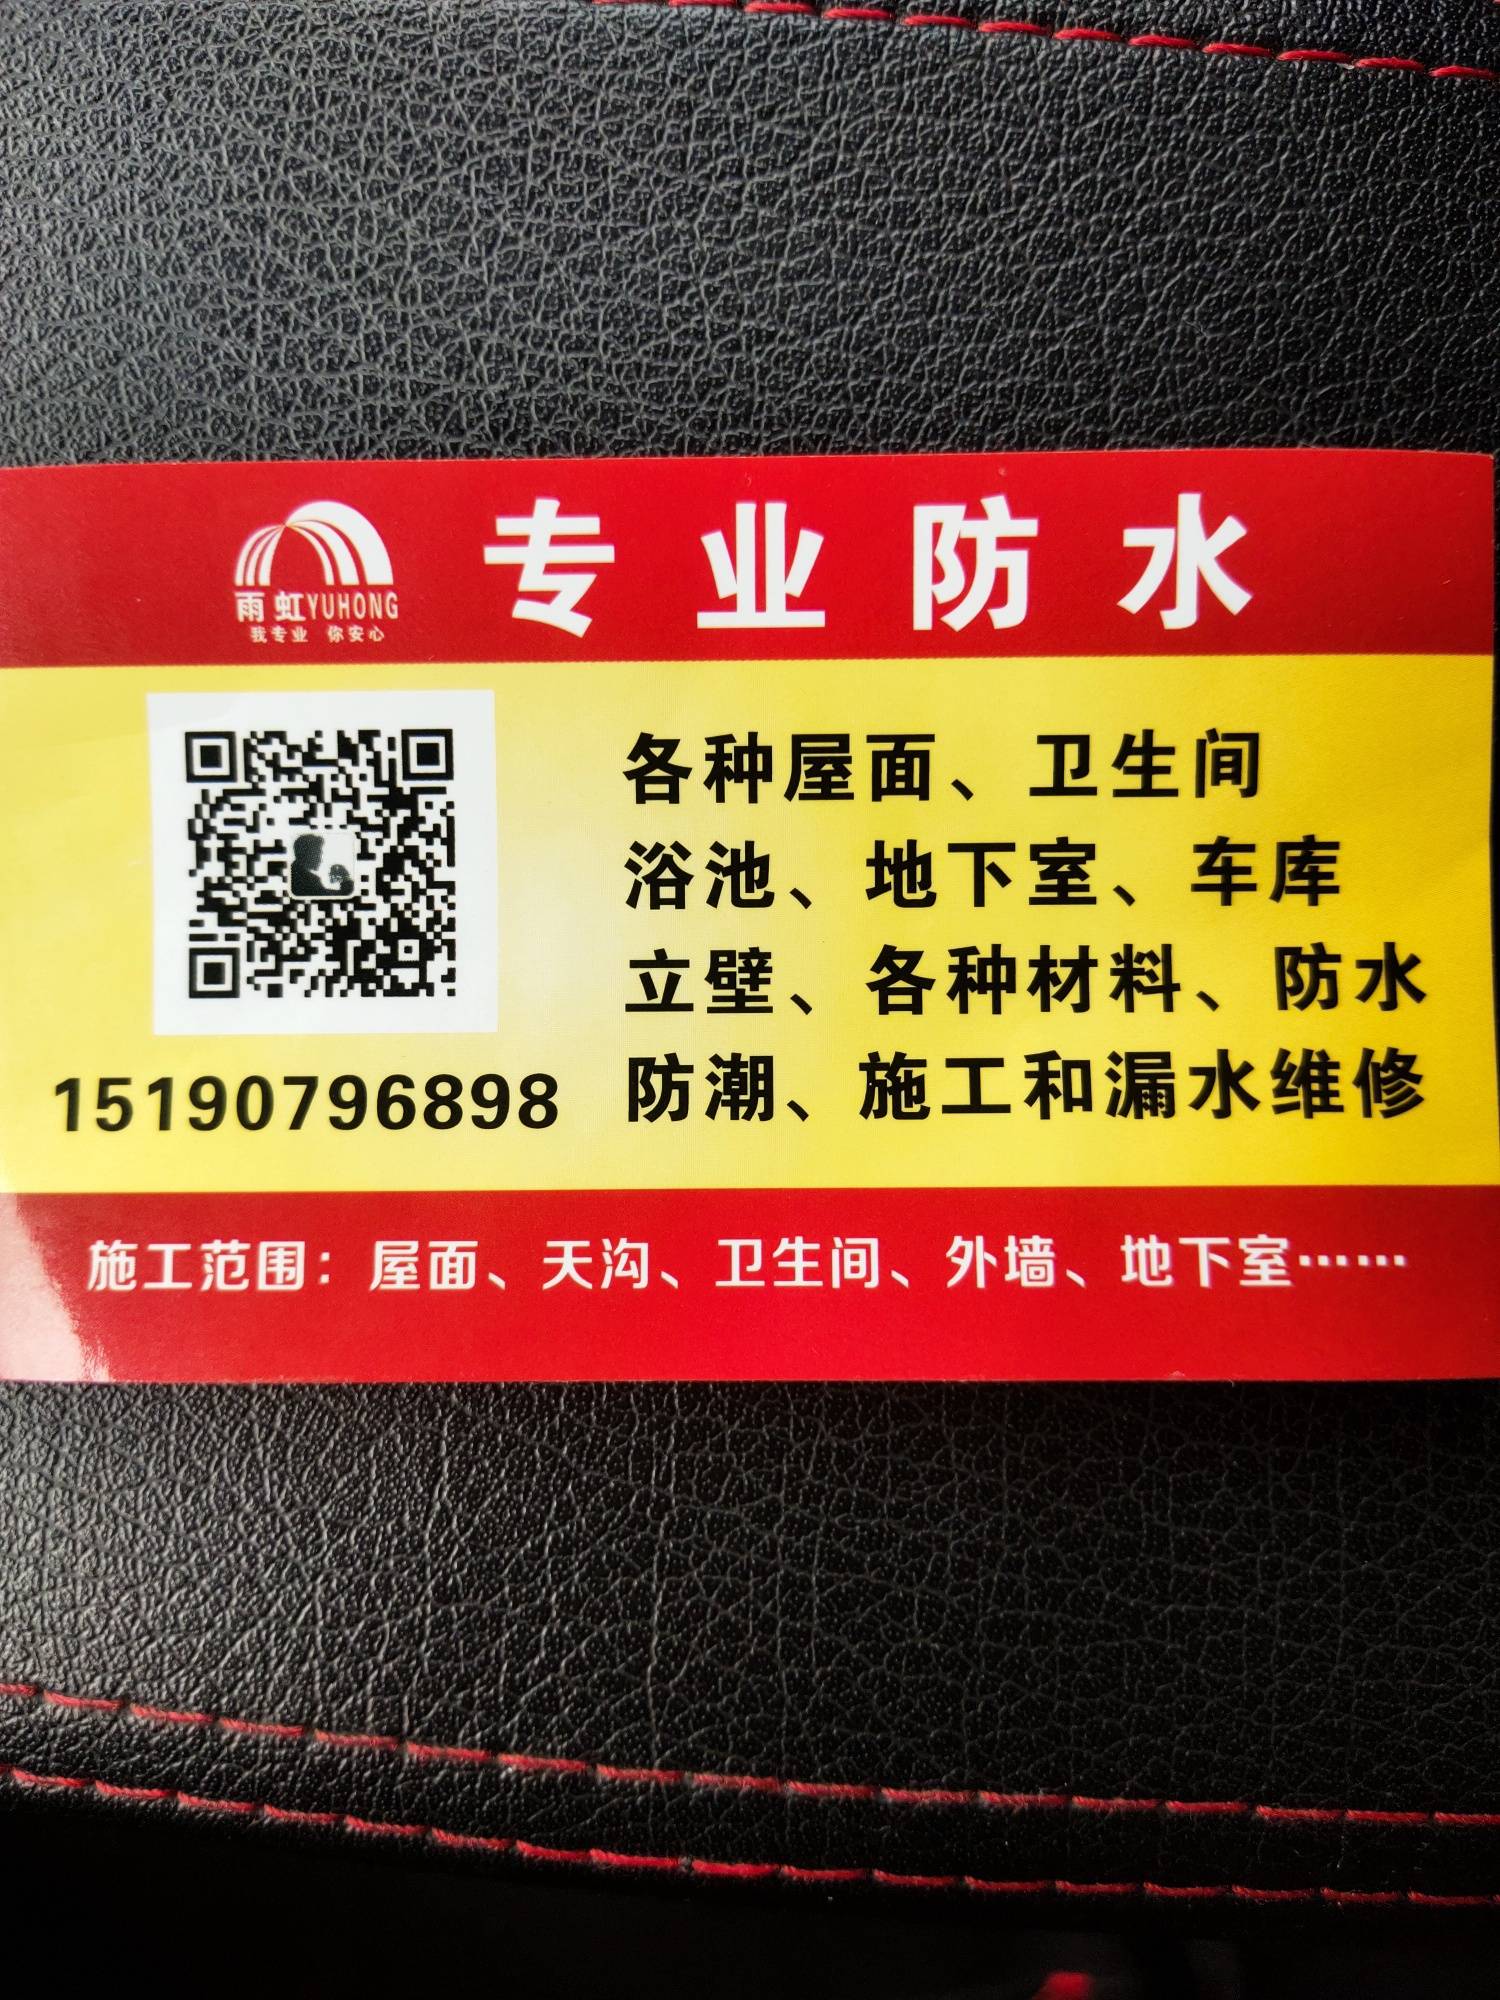 雨虹YUHONG
我专业 你安心
专业防水
各种屋面、卫生间
浴池、地下室、车库
立壁、各种材料、防水
防潮、施工和漏水维修
15190796898
施工范围：屋面、天沟、卫生间、外墙、地下室……